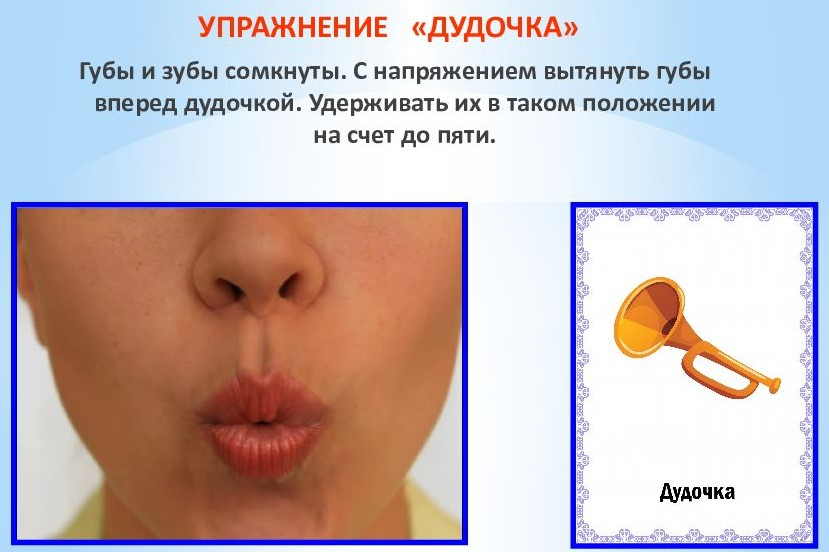 УПРАЖНЕНИЕ «ДУДОЧКА»
Губы и зубы сомкнуты. С напряжением вытянуть губы
вперед дудочкой. Удерживать их в таком положении
на счет до пяти.
Дудочка